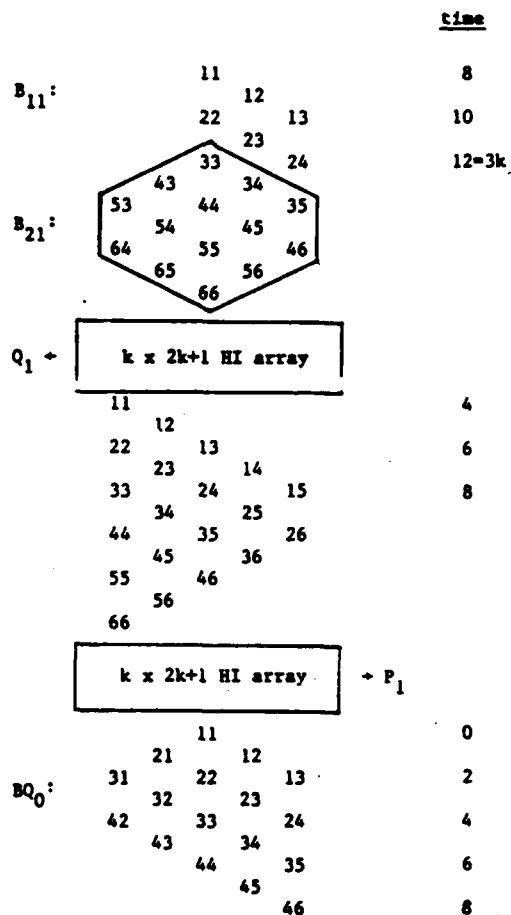 time
11 8
B11: 12
22 13 10
23
33 24 12=3k
43 34
53 44 35
B21: 54 45
64 55 46
65 56
66
Q1 ← k x 2k+1 HI array
11 4
12
22 13 6
23 14
33 24 15 8
34 25
44 35 26
45 36
55 46
56
66
k x 2k+1 HI array → P1
11 0
21 12
BQ0: 31 22 13 2
32 23
42 33 24 4
43 34
44 35 6
45
46 8